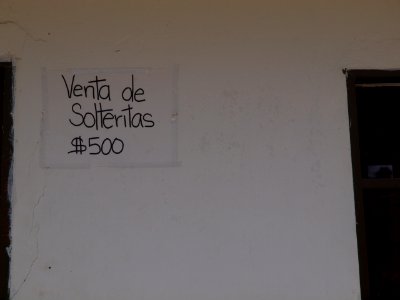 Venta de
Solteritas
$500